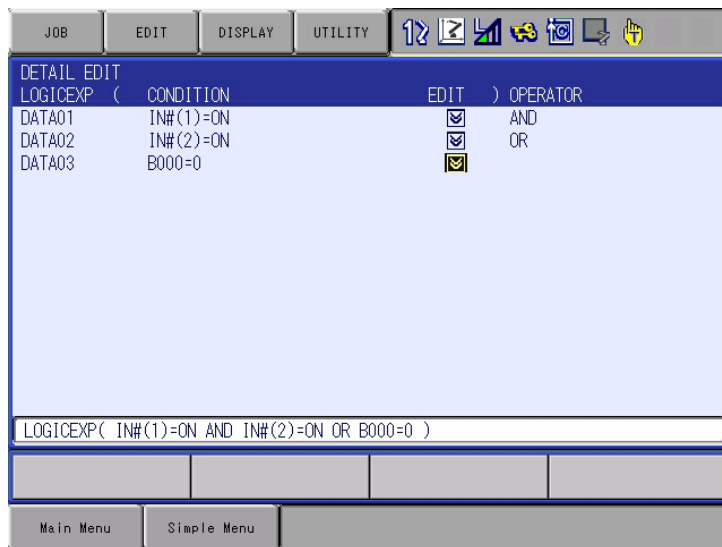 JOB EDIT DISPLAY UTILITY
DETAIL EDIT
LOGICEXP ( CONDITION EDIT ) OPERATOR
DATA01 IN#(1)=ON AND
DATA02 IN#(2)=ON OR
DATA03 B000=0
LOGICEXP( IN#(1)=ON AND IN#(2)=ON OR B000=0 )
Main Menu Simple Menu